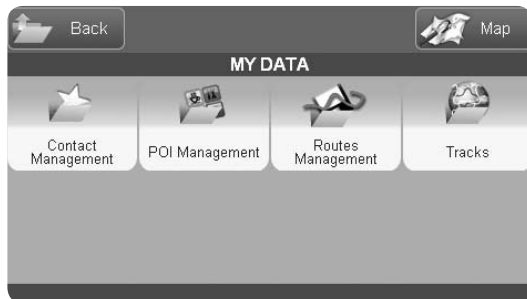 Back
Map
MY DATA
Contact
Management
POI Management
Routes
Management
Tracks